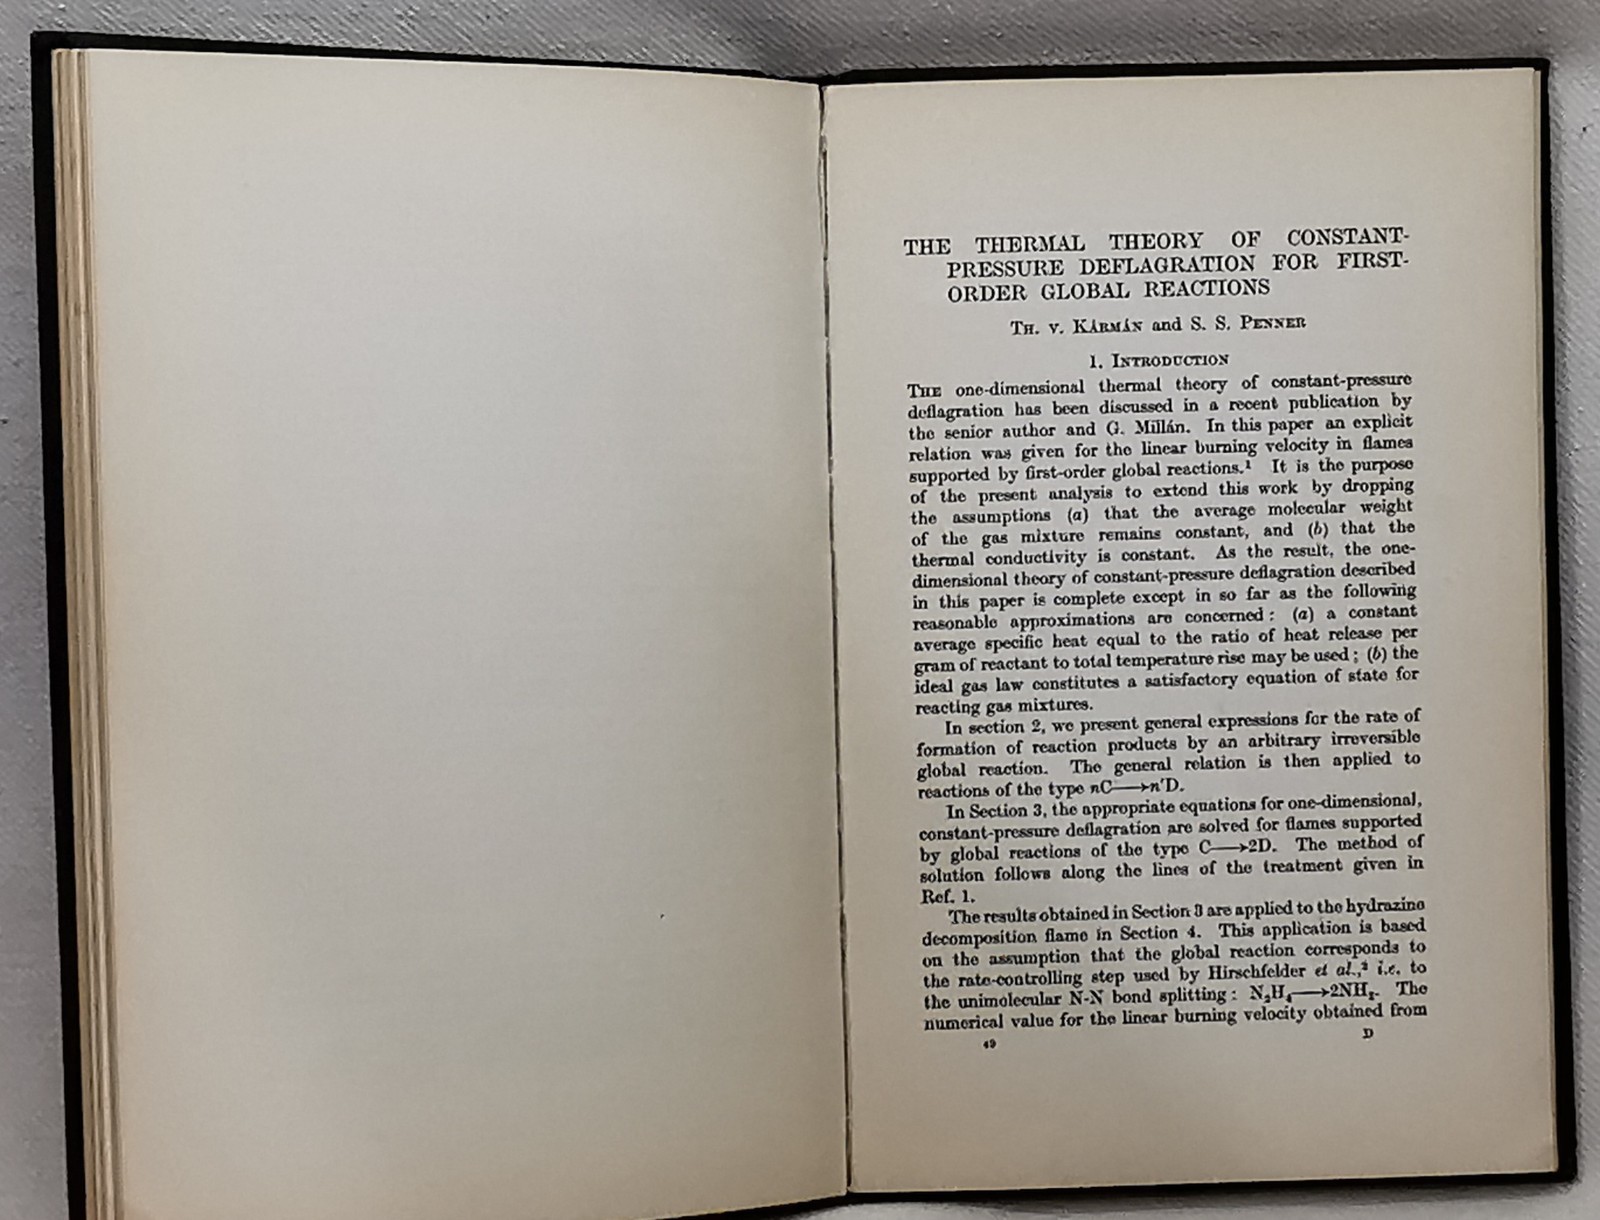 THE THERMAL THEORY OF CONSTANT-
PRESSURE DEFLAGRATION FOR FIRST-
ORDER GLOBAL REACTIONS
TH. V. KÁRMÁN and S. S. PENNER
1. INTRODUCTION
THE one-dimensional thermal theory of constant-pressure
deflagration has been discussed in a recent publication by
the senior author and G. Millán. In this paper an explicit
relation was given for the linear burning velocity in flames
supported by first-order global reactions.¹ It is the purpose
of the present analysis to extend this work by dropping
the assumptions (a) that the average molecular weight
of the gas mixture remains constant, and (b) that the
thermal conductivity is constant. As the result, the one-
dimensional theory of constant-pressure deflagration described
in this paper is complete except in so far as the following
reasonable approximations are concerned: (a) a constant
average specific heat equal to the ratio of heat release per
gram of reactant to total temperature rise may be used; (b) the
ideal gas law constitutes a satisfactory equation of state for
reacting gas mixtures.
In section 2, we present general expressions for the rate of
formation of reaction products by an arbitrary irreversible
global reaction. The general relation is then applied to
reactions of the type nC⟶n'D.
In Section 3, the appropriate equations for one-dimensional,
constant-pressure deflagration are solved for flames supported
by global reactions of the type C⟶2D. The method of
solution follows along the lines of the treatment given in
Ref. 1.
The results obtained in Section 3 are applied to the hydrazine
decomposition flame in Section 4. This application is based
on the assumption that the global reaction corresponds to
the rate-controlling step used by Hirschfelder et al.,² i.e. to
the unimolecular N-N bond splitting: N₂H₄⟶2NH₂. The
numerical value for the linear burning velocity obtained from
49 D